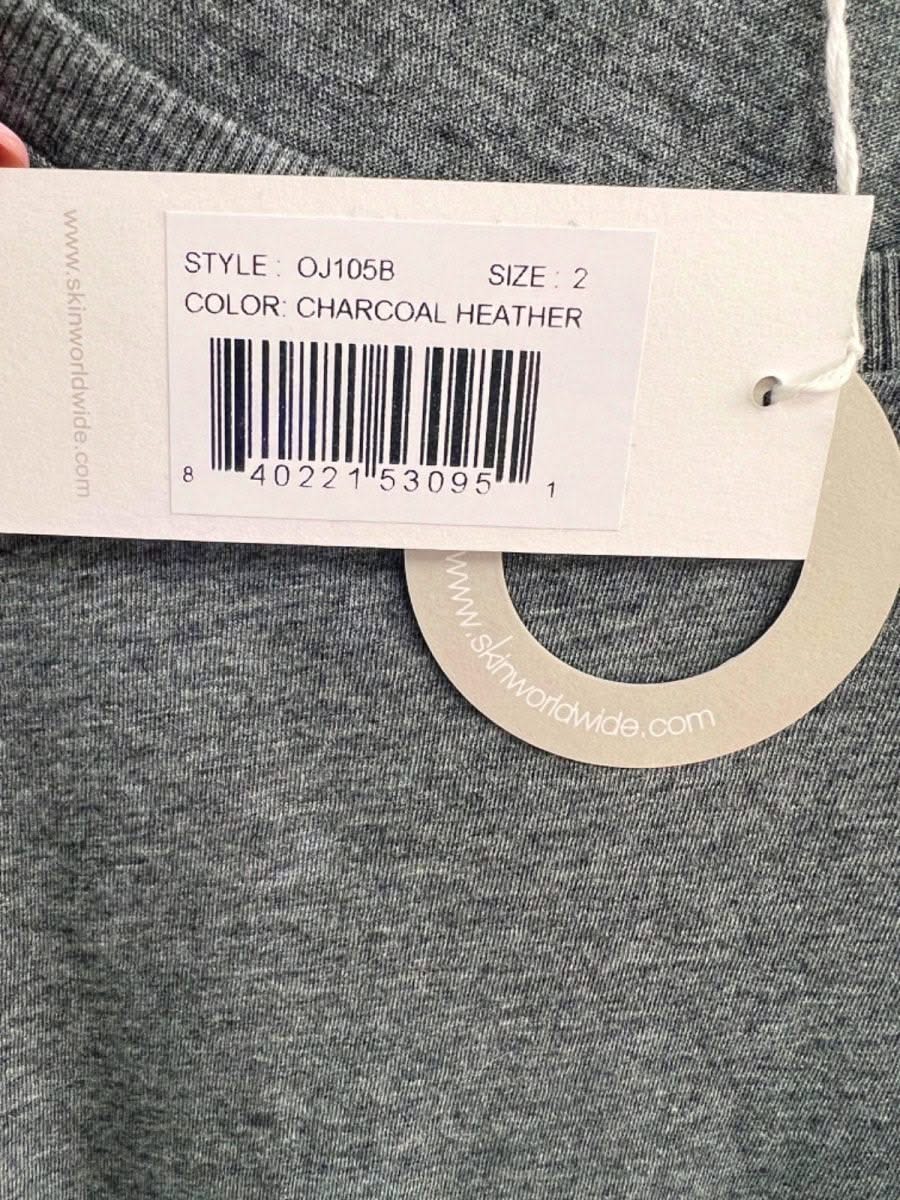 www.skinworldwide.com
STYLE : OJ105B SIZE : 2
COLOR: CHARCOAL HEATHER
8 40221 53095 1
www.skinworldwide.com